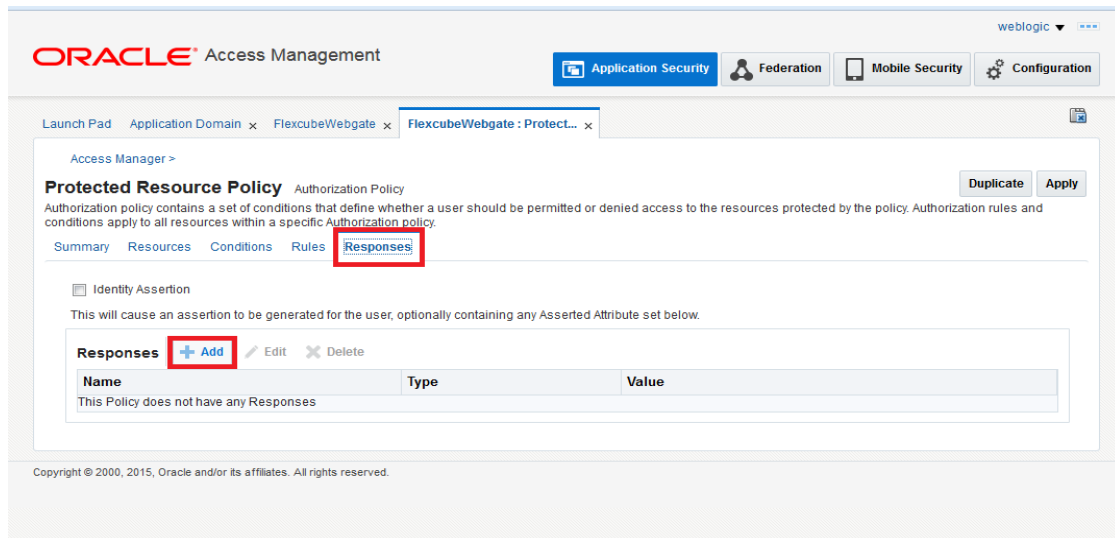 weblogic
ORACLE Access Management
Application Security Federation Mobile Security Configuration
Launch Pad Application Domain x FlexcubeWebgate x FlexcubeWebgate : Protect... x
Access Manager >
Protected Resource Policy Authorization Policy
Duplicate Apply
Authorization policy contains a set of conditions that define whether a user should be permitted or denied access to the resources protected by the policy. Authorization rules and
conditions apply to all resources within a specific Authorization policy.
Summary Resources Conditions Rules Responses
Identity Assertion
This will cause an assertion to be generated for the user, optionally containing any Asserted Attribute set below.
Responses Add Edit Delete
Name Type Value
This Policy does not have any Responses
Copyright © 2000, 2015, Oracle and/or its affiliates. All rights reserved.